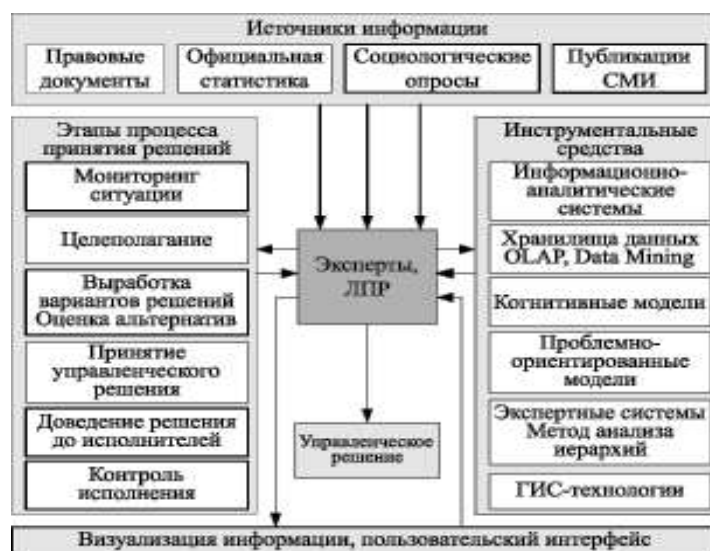 Источники информации
Правовые
документы
Официальная
статистика
Социологические
опросы
Публикации
СМИ
Этапы процесса
принятия решений
Мониторинг
ситуации
Целеполагание
Выработка
вариантов решений
Оценка альтернатив
Принятие
управленческого
решения
Доведение решения
до исполнителей
Контроль
исполнения
Эксперты,
ЛПР
Управленческое
решение
Инструментальные
средства
Информационно-
аналитические
системы
Хранилища данных
OLAP, Data Mining
Когнитивные модели
Проблемно-
ориентированные
модели
Экспертные системы
Метод анализа
иерархий
ГИС-технологии
Визуализация информации, пользовательский интерфейс